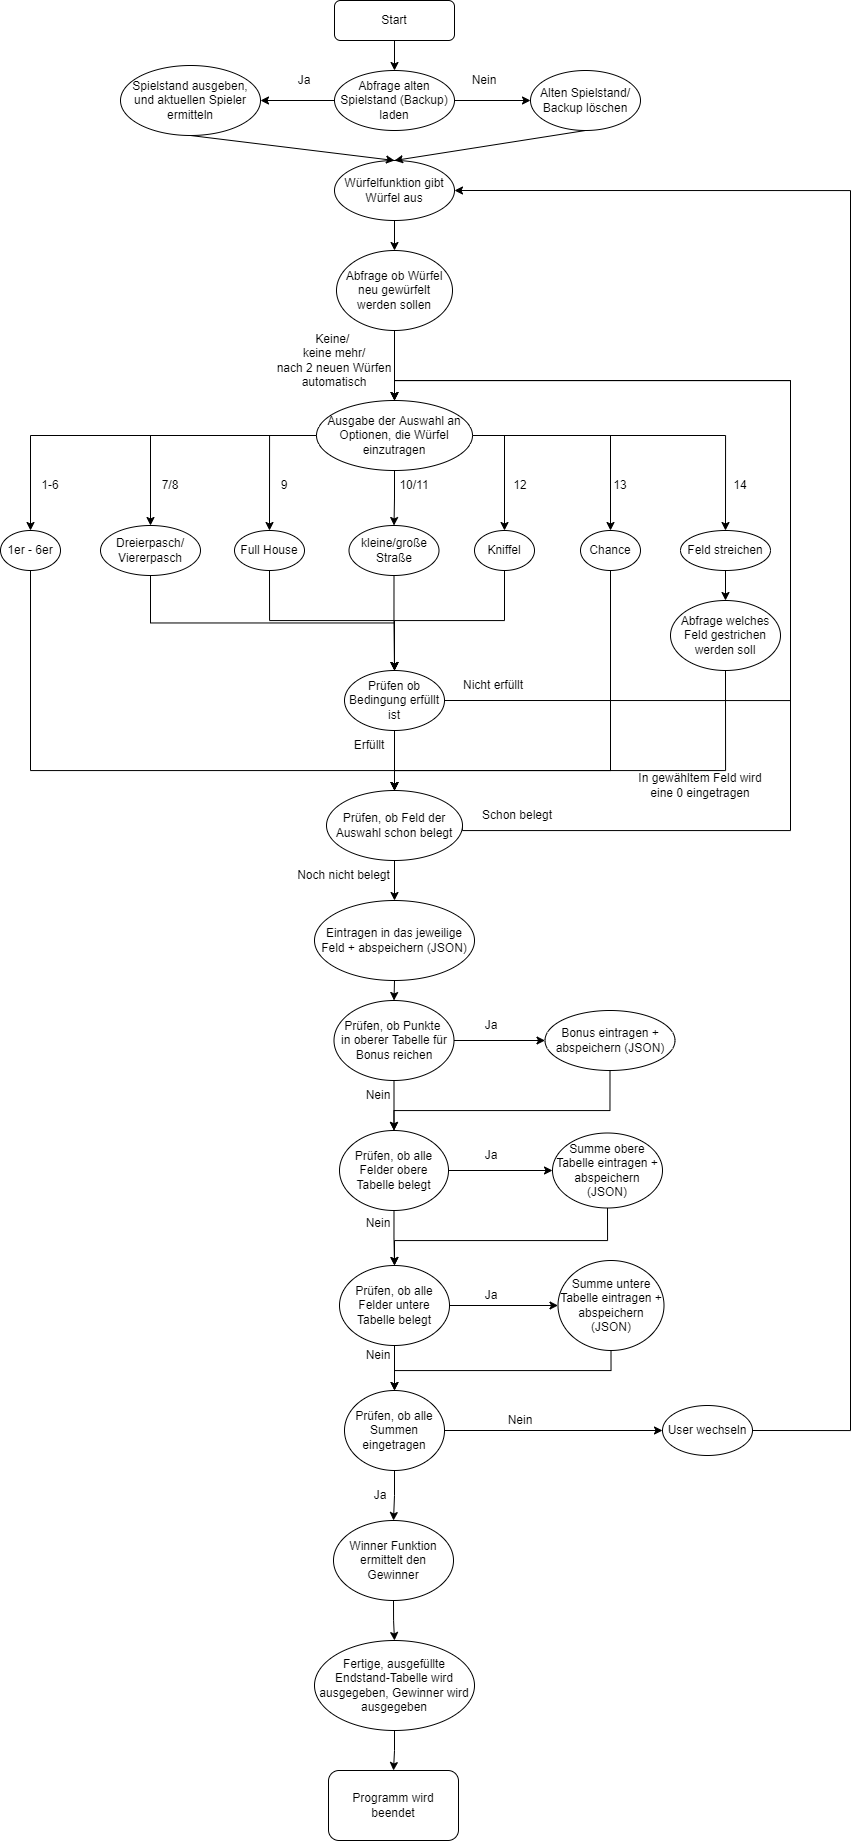 Start
Spielstand ausgeben,
und aktuellen Spieler
ermitteln
Ja
Abfrage alten
Spielstand (Backup)
laden
Nein
Alten Spielstand/
Backup löschen
Würfelfunktion gibt
Würfel aus
Abfrage ob Würfel
neu gewürfelt
werden sollen
Keine/
keine mehr/
nach 2 neuen Würfen
automatisch
Ausgabe der Auswahl an
Optionen, die Würfel
einzutragen
1-6
7/8
9
10/11
12
13
14
1er - 6er
Dreierpasch/
Viererpasch
Full House
kleine/große
Straße
Kniffel
Chance
Feld streichen
Abfrage welches
Feld gestrichen
werden soll
Prüfen ob
Bedingung erfüllt
ist
Nicht erfüllt
Erfüllt
In gewähltem Feld wird
eine 0 eingetragen
Prüfen, ob Feld der
Auswahl schon belegt
Schon belegt
Noch nicht belegt
Eintragen in das jeweilige
Feld + abspeichern (JSON)
Prüfen, ob Punkte
in oberer Tabelle für
Bonus reichen
Ja
Bonus eintragen +
abspeichern (JSON)
Nein
Prüfen, ob alle
Felder obere
Tabelle belegt
Ja
Summe obere
Tabelle eintragen +
abspeichern
(JSON)
Nein
Prüfen, ob alle
Felder untere
Tabelle belegt
Ja
Summe untere
Tabelle eintragen +
abspeichern
(JSON)
Nein
Prüfen, ob alle
Summen
eingetragen
Nein
User wechseln
Ja
Winner Funktion
ermittelt den
Gewinner
Fertige, ausgefüllte
Endstand-Tabelle wird
ausgegeben, Gewinner wird
ausgegeben
Programm wird
beendet